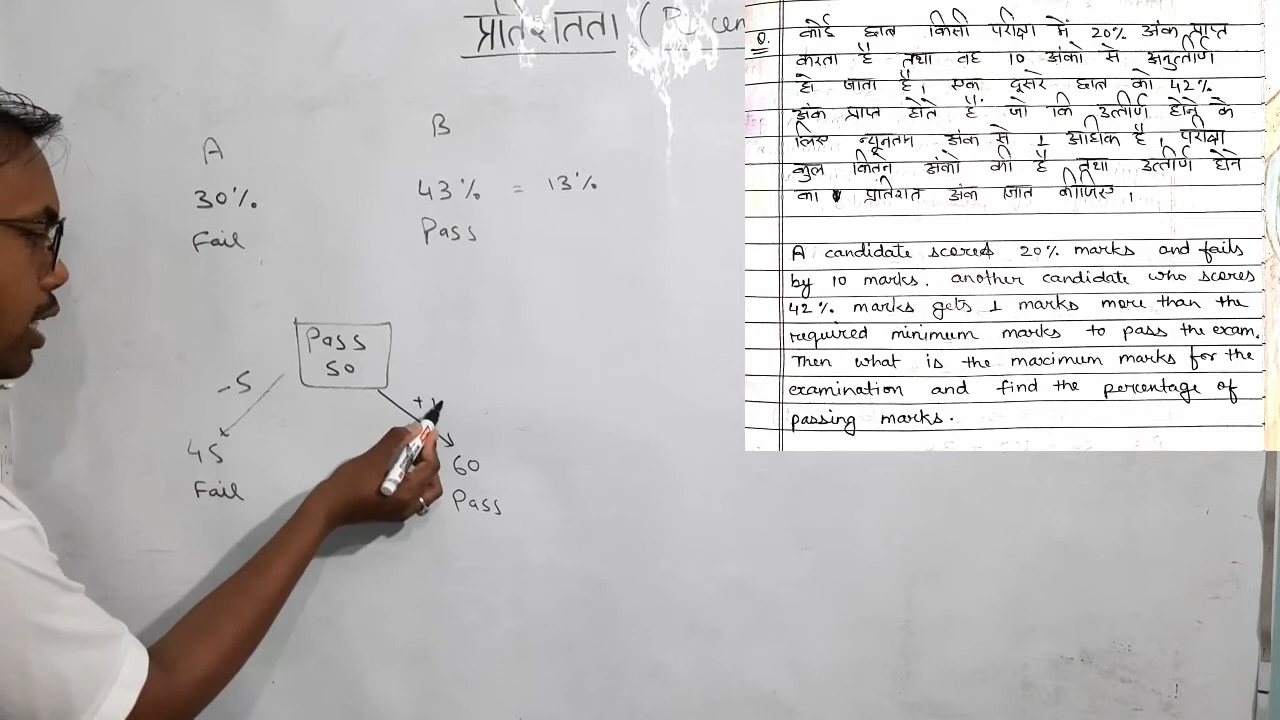 प्रतिशतता (
A
B
30%
43% = 13%
Fail
Pass
Pass
50
-5
+
45
60
Fail
Pass
Q. कोई छात्र किसी परीक्षा में 20% अंक प्राप्त
करता है तथा वह 10 अंको से अनुत्तीर्ण
हो जाता है, एक दूसरे छात्र को 42%
अंक प्राप्त होते हैं जो कि उत्तीर्ण होने के
लिए न्यूनतम अंक से 1 अधिक है, परीक्षा
कुल कितने अंको की है तथा उत्तीर्ण होने
का प्रतिशत अंक ज्ञात कीजिए,
A candidate scores 20% marks and fails
by 10 marks. another candidate who scores
42% marks gets 1 marks more than the
required minimum marks to pass the exam.
Then what is the maximum marks for the
examination and find the percentage of
passing marks.